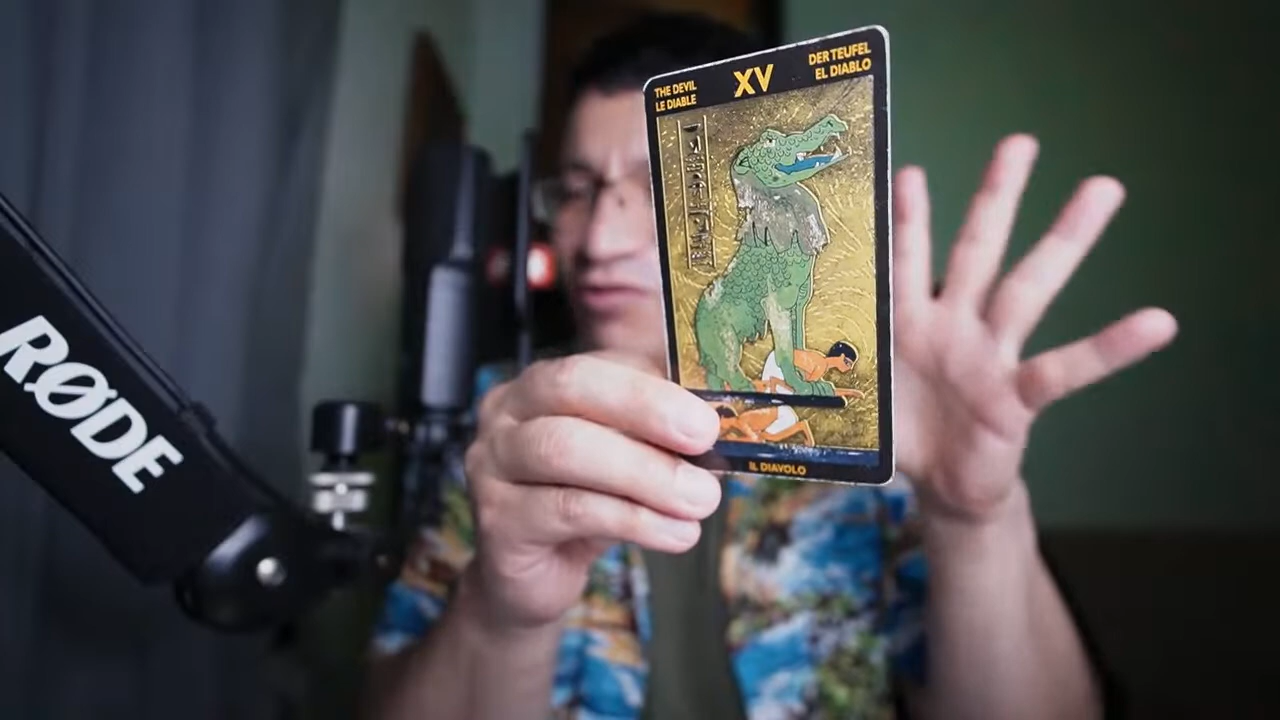 THE DEVIL
LE DIABLE
XV
DER TEUFEL
EL DIABLO
IL DIAVOLO
RØDE